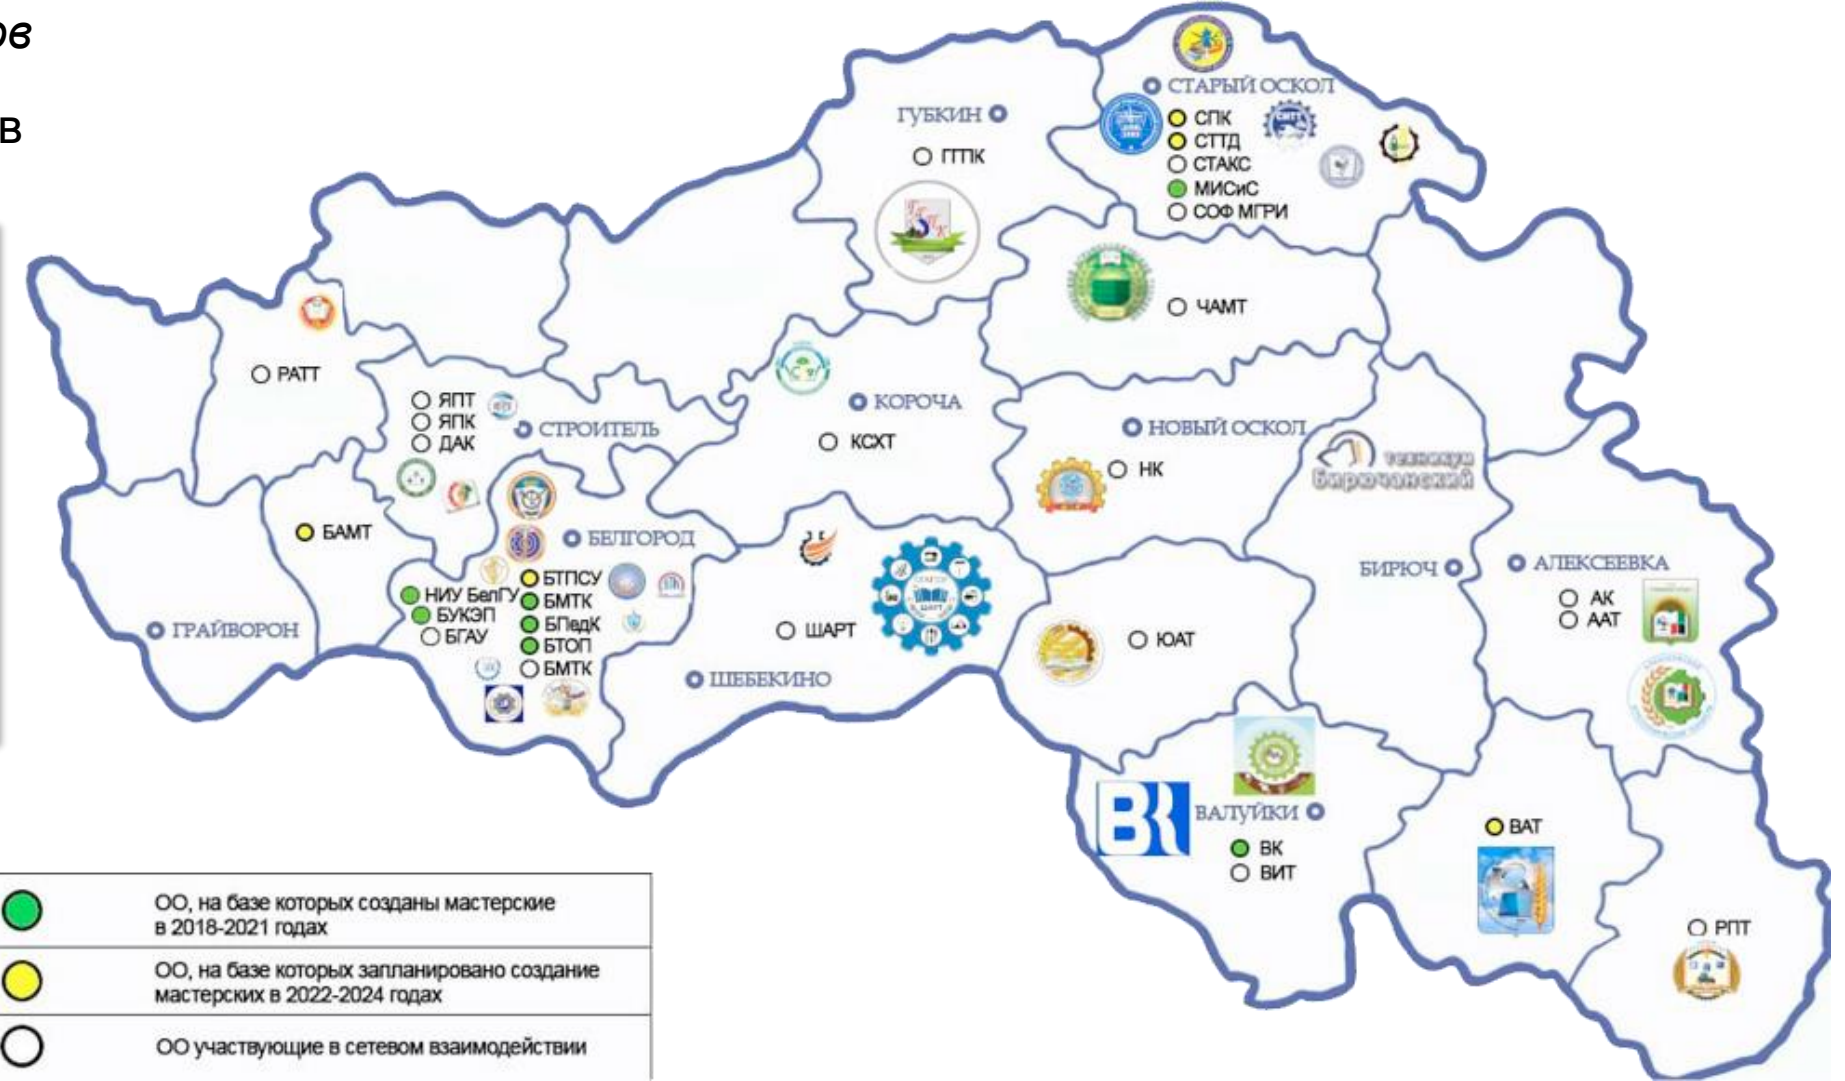 ов
в
СТАРЫЙ ОСКОЛ
СПК
СТТД
СТАКС
МИСиС
СОФ МГРИ
СИТТ
ГУБКИН
ГГПК
ЧАМТ
РАТТ
ЯПТ
ЯПК
ДАК
СТРОИТЕЛЬ
КОРОЧА
КСХТ
НОВЫЙ ОСКОЛ
НК
техникум
Бирючанский
БАМТ
БЕЛГОРОД
НИУ БелГУ
БУКЭП
БГАУ
БТПСУ
БМТК
БПедК
БТОП
БМТК
ГРАЙВОРОН
ШАРТ
ШЕБЕКИНО
ЮАТ
БИРЮЧ
АЛЕКСЕЕВКА
АК
ААТ
ВК
ВАЛУЙКИ
ВК
ВИТ
ВАТ
РПТ
ОО, на базе которых созданы мастерские
в 2018-2021 годах
ОО, на базе которых запланировано создание
мастерских в 2022-2024 годах
ОО участвующие в сетевом взаимодействии